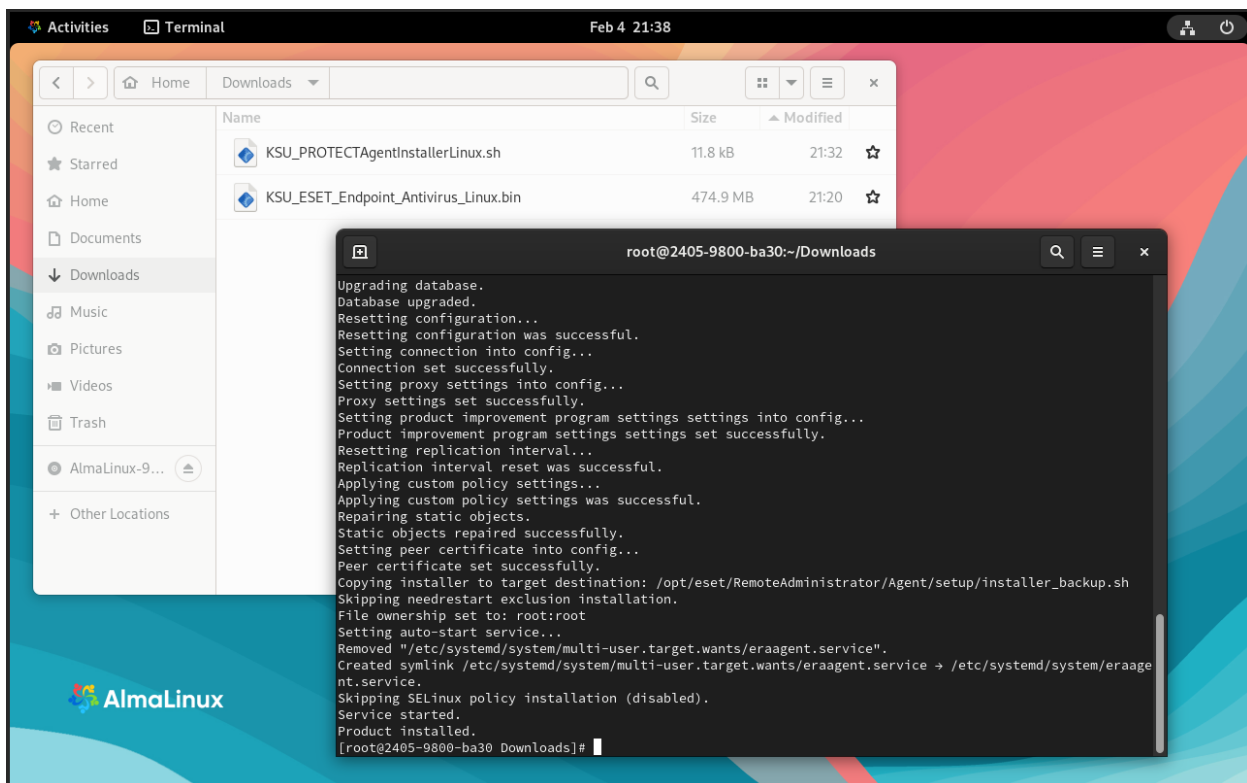 Activities Terminal Feb 4 21:38
Home Downloads
Name Size Modified
Recent
Starred
Home
Documents
Downloads
Music
Pictures
Videos
Trash
AlmaLinux-9...
+ Other Locations
KSU_PROTECTAgentInstallerLinux.sh 11.8 kB 21:32
KSU_ESET_Endpoint_Antivirus_Linux.bin 474.9 MB 21:20
root@2405-9800-ba30:~/Downloads
Upgrading database.
Database upgraded.
Resetting configuration...
Resetting configuration was successful.
Setting connection into config...
Connection set successfully.
Setting proxy settings into config...
Proxy settings set successfully.
Setting product improvement program settings settings into config...
Product improvement program settings settings set successfully.
Resetting replication interval...
Replication interval reset was successful.
Applying custom policy settings...
Applying custom policy settings was successful.
Repairing static objects.
Static objects repaired successfully.
Setting peer certificate into config...
Peer certificate set successfully.
Copying installer to target destination: /opt/eset/RemoteAdministrator/Agent/setup/installer_backup.sh
Skipping needrestart exclusion installation.
File ownership set to: root:root
Setting auto-start service...
Removed "/etc/systemd/system/multi-user.target.wants/eraagent.service".
Created symlink /etc/systemd/system/multi-user.target.wants/eraagent.service → /etc/systemd/system/eraage
nt.service.
Skipping SELinux policy installation (disabled).
Service started.
Product installed.
[root@2405-9800-ba30 Downloads]#
AlmaLinux